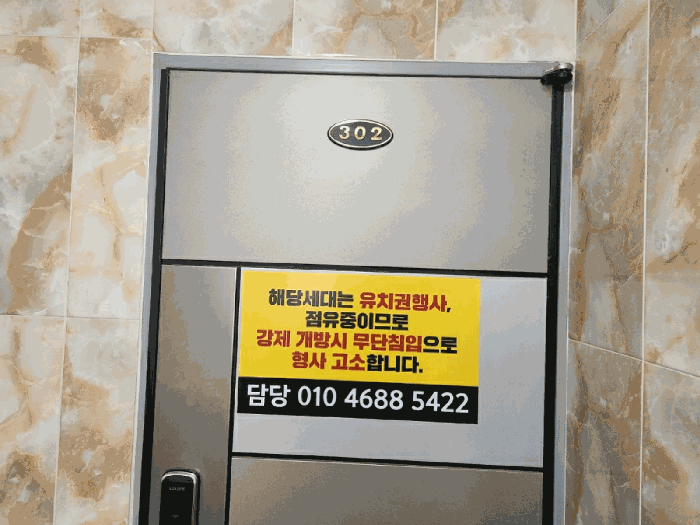 302
해당세대는 유치권행사,
점유중이므로
강제 개방시 무단침입으로
형사 고소합니다.
담당 010 4688 5422